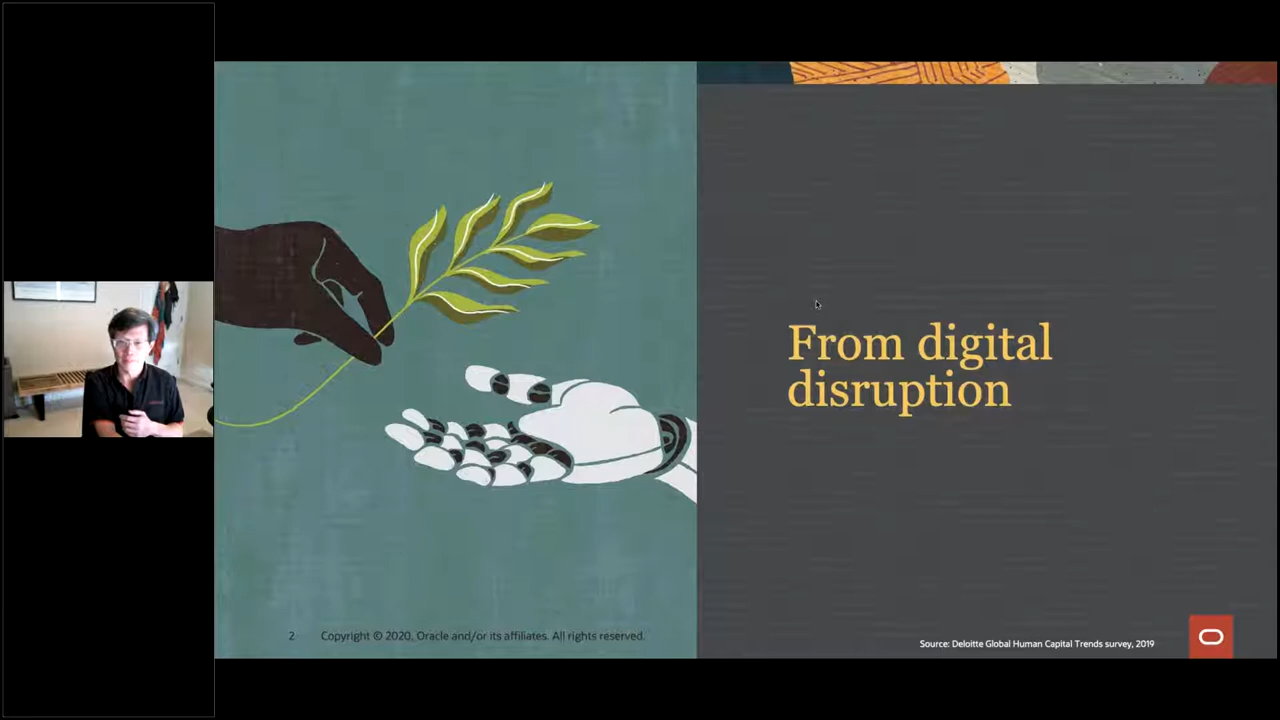 From digital
disruption
2 Copyright © 2020, Oracle and/or its affiliates. All rights reserved.
Source: Deloitte Global Human Capital Trends survey, 2019